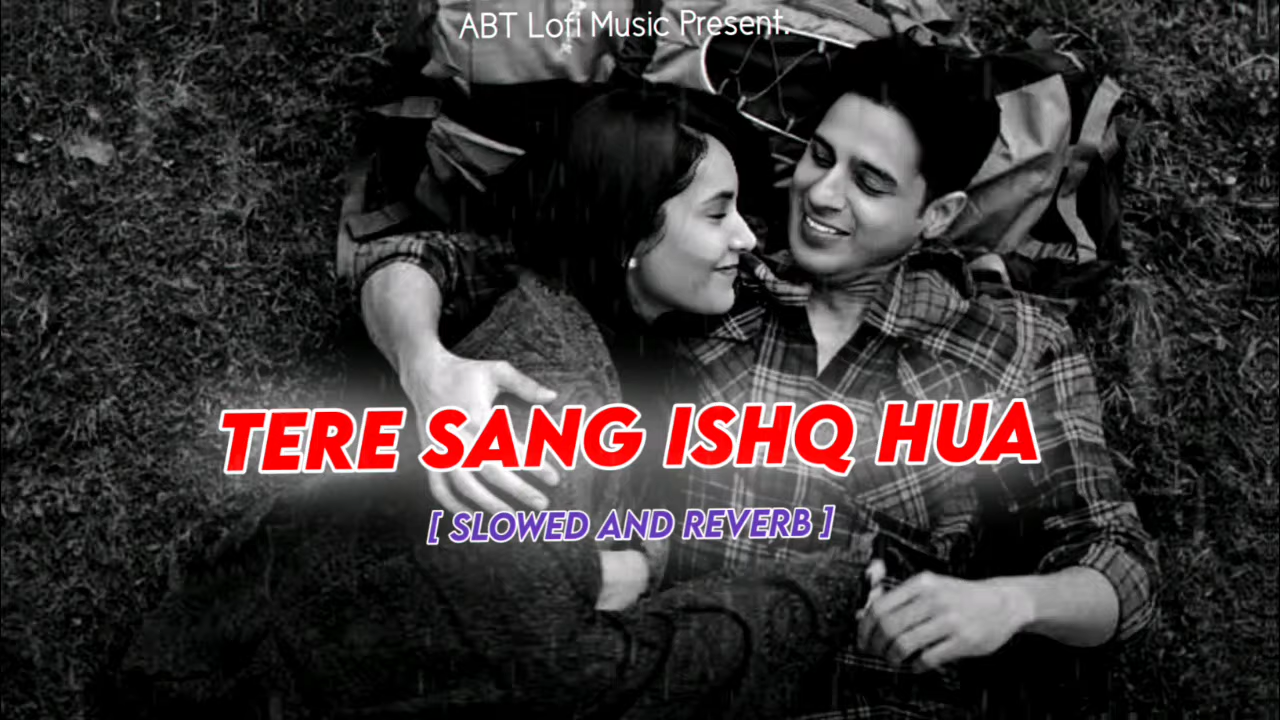 ABT Lofi Music Present.
TERE SANG ISHQ HUA
[ SLOWED AND REVERB ]